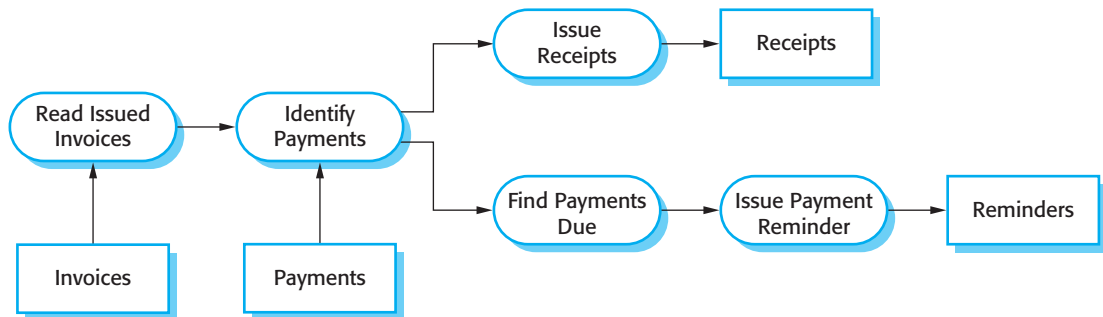 Issue
Receipts
Receipts
Read Issued
Invoices
Identify
Payments
Find Payments
Due
Issue Payment
Reminder
Reminders
Invoices
Payments